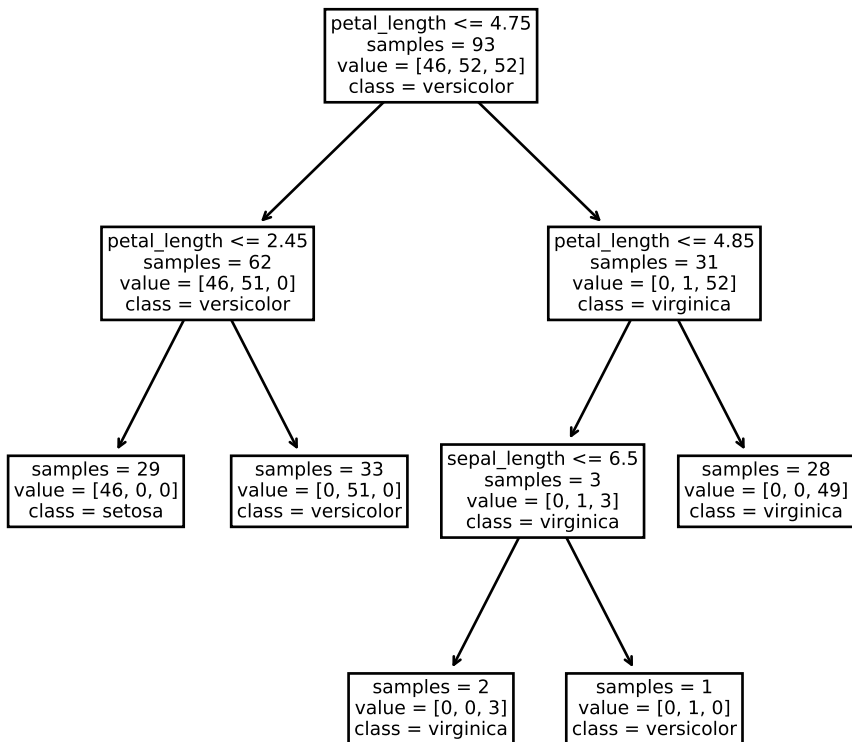 petal_length <= 4.75
samples = 93
value = [46, 52, 52]
class = versicolor
petal_length <= 2.45
samples = 62
value = [46, 51, 0]
class = versicolor
petal_length <= 4.85
samples = 31
value = [0, 1, 52]
class = virginica
samples = 29
value = [46, 0, 0]
class = setosa
samples = 33
value = [0, 51, 0]
class = versicolor
sepal_length <= 6.5
samples = 3
value = [0, 1, 3]
class = virginica
samples = 28
value = [0, 0, 49]
class = virginica
samples = 2
value = [0, 0, 3]
class = virginica
samples = 1
value = [0, 1, 0]
class = versicolor